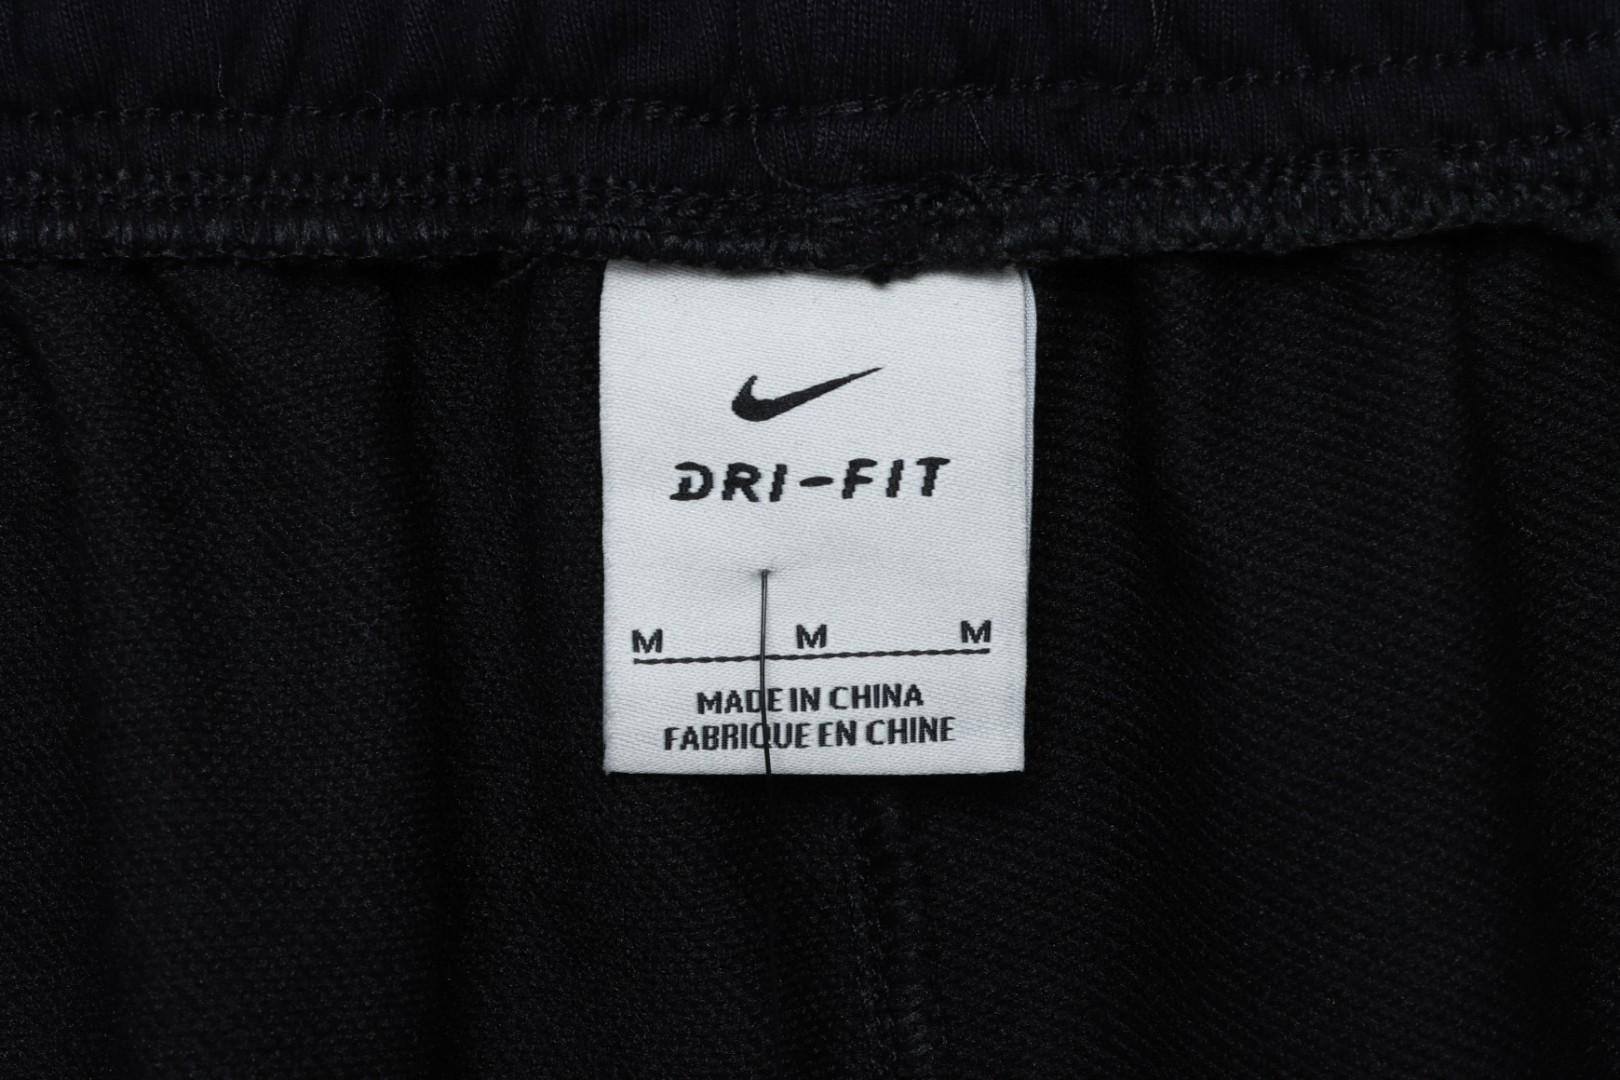 DRI-FIT
M M M
MADE IN CHINA
FABRIQUE EN CHINE